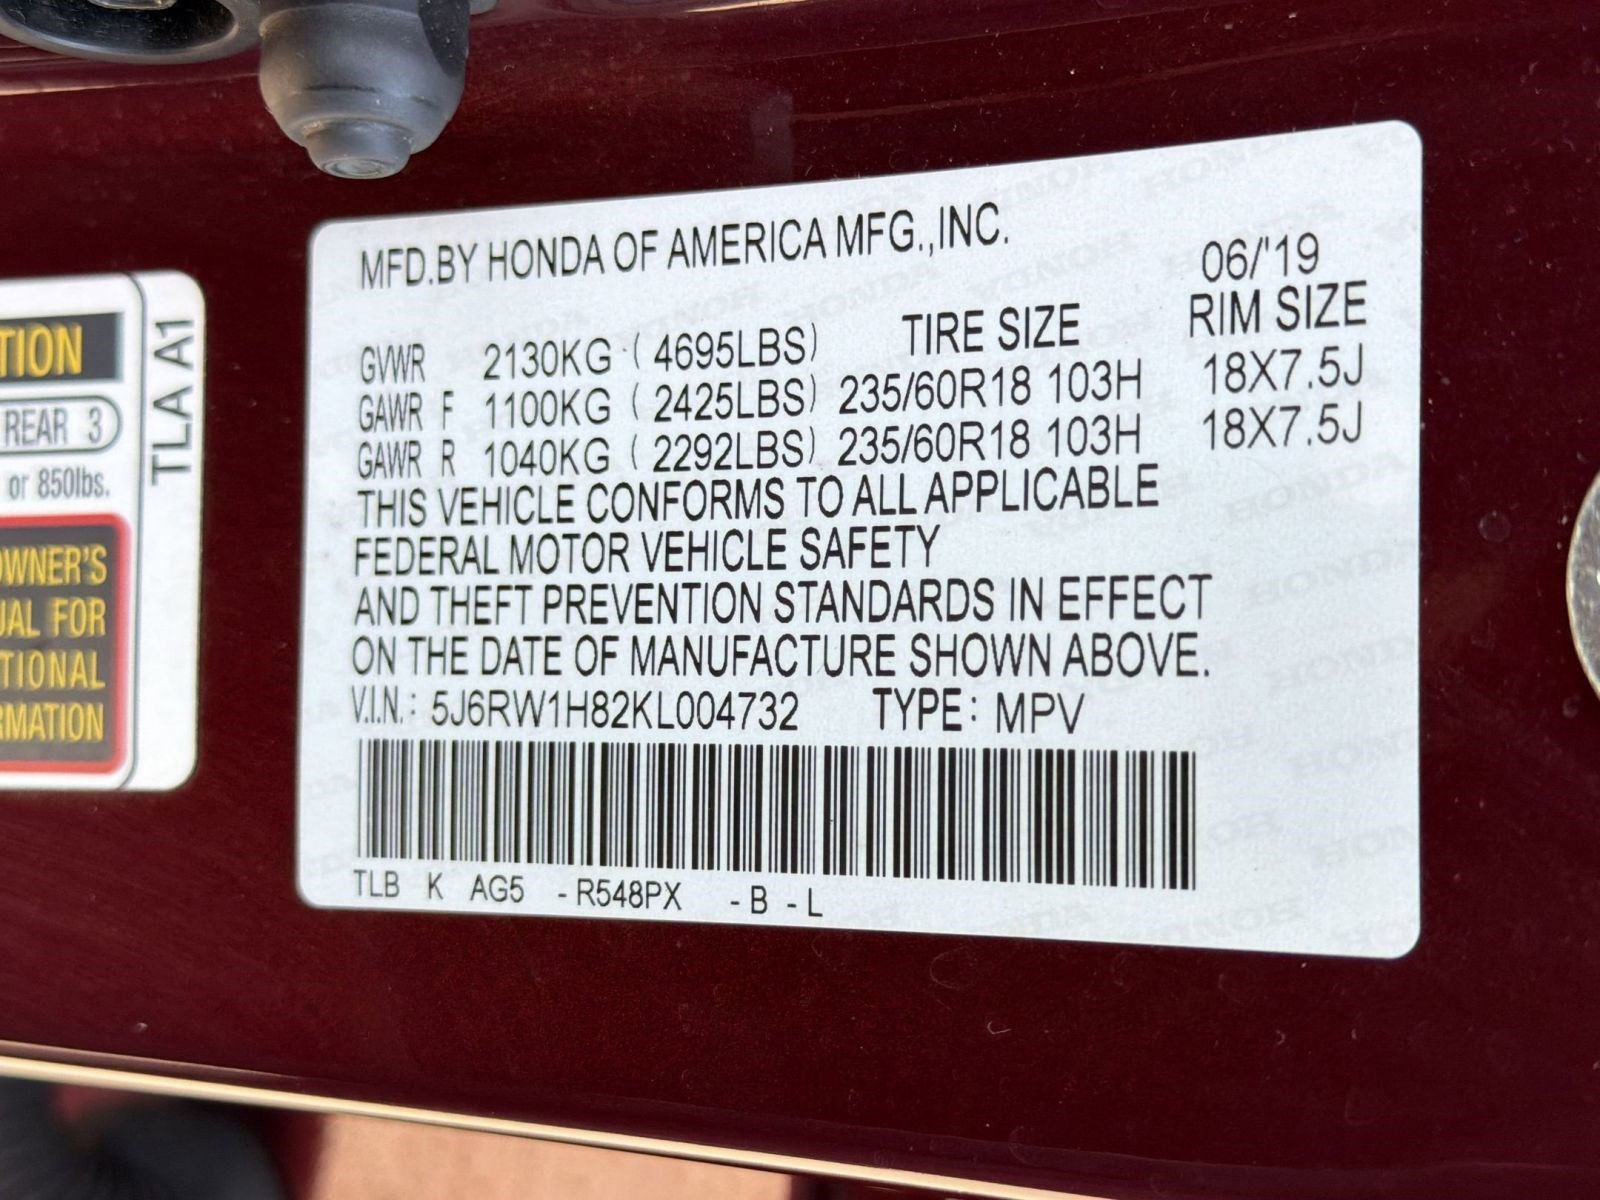 TION
REAR 3
or 850lbs.
OWNER'S
UAL FOR
TIONAL
RMATION
TLA A1
MFD.BY HONDA OF AMERICA MFG.,INC.
06/'19
GVWR 2130KG (4695LBS) TIRE SIZE RIM SIZE
GAWR F 1100KG (2425LBS) 235/60R18 103H 18X7.5J
GAWR R 1040KG (2292LBS) 235/60R18 103H 18X7.5J
THIS VEHICLE CONFORMS TO ALL APPLICABLE
FEDERAL MOTOR VEHICLE SAFETY
AND THEFT PREVENTION STANDARDS IN EFFECT
ON THE DATE OF MANUFACTURE SHOWN ABOVE.
V.I.N.: 5J6RW1H82KL004732 TYPE: MPV
TLB K AG5 -R548PX -B -L